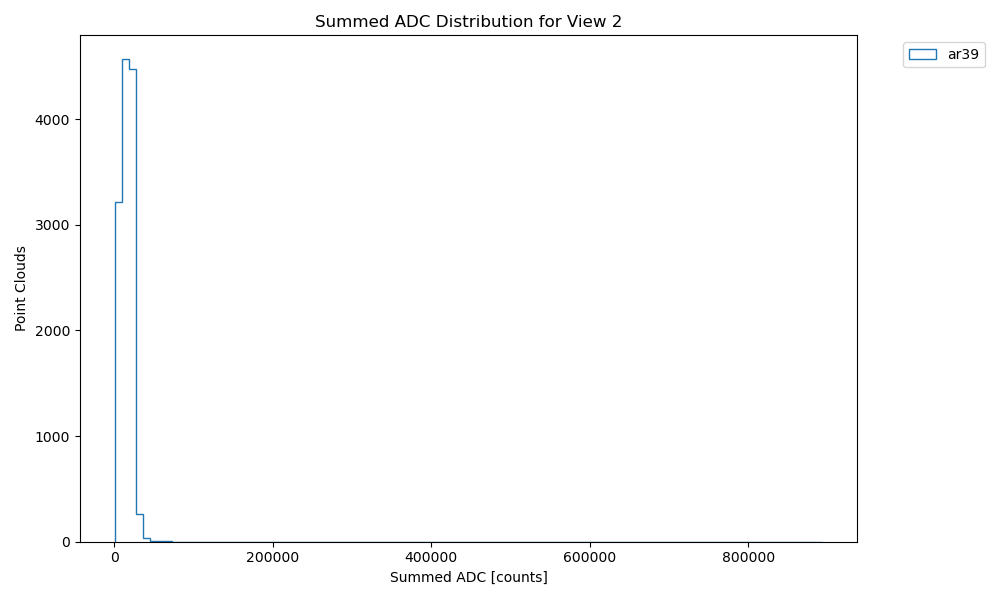 Summed ADC Distribution for View 2
ar39
Point Clouds
4000
3000
2000
1000
0
0 200000 400000 600000 800000
Summed ADC [counts]